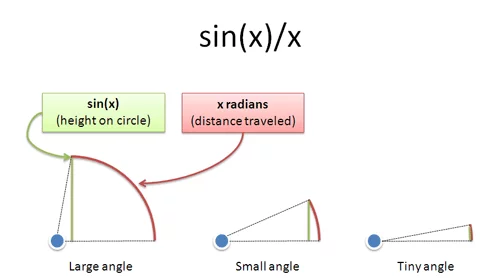 sin(x)/x
sin(x)
(height on circle)
x radians
(distance traveled)
Large angle
Small angle
Tiny angle